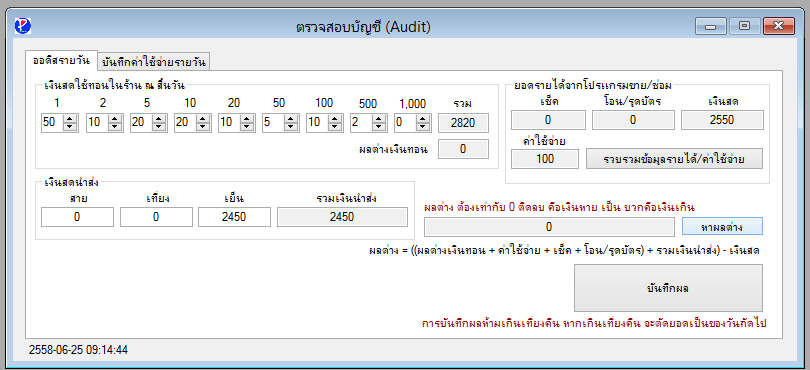 ตรวจสอบบัญชี (Audit)
ออดิสรายวัน บันทึกค่าใช้จ่ายรายวัน
เงินสดใช้ทอนในร้าน ณ สิ้นวัน
1 2 5 10 20 50 100 500 1,000 รวม
50 10 20 20 10 5 10 2 0 2820
ผลต่างเงินทอน 0
ยอดรายได้จากโปรแกรมขาย/ซ่อม
เช็ค โอน/รูดบัตร เงินสด
0 0 2550
ค่าใช้จ่าย
100 รวบรวมข้อมูลรายได้/ค่าใช้จ่าย
เงินสดนำส่ง
สาย เที่ยง เย็น รวมเงินนำส่ง
0 0 2450 2450
ผลต่าง ต้องเท่ากับ 0 ติดลบ คือเงินหาย เป็น บวกคือเงินเกิน
0 หาผลต่าง
ผลต่าง = ((ผลต่างเงินทอน + ค่าใช้จ่าย + เช็ค + โอน/รูดบัตร) + รวมเงินนำส่ง) - เงินสด
บันทึกผล
การบันทึกผลห้ามเกินเที่ยงคืน หากเกินเที่ยงคืน จะตัดยอดเป็นของวันถัดไป
2558-06-25 09:14:44